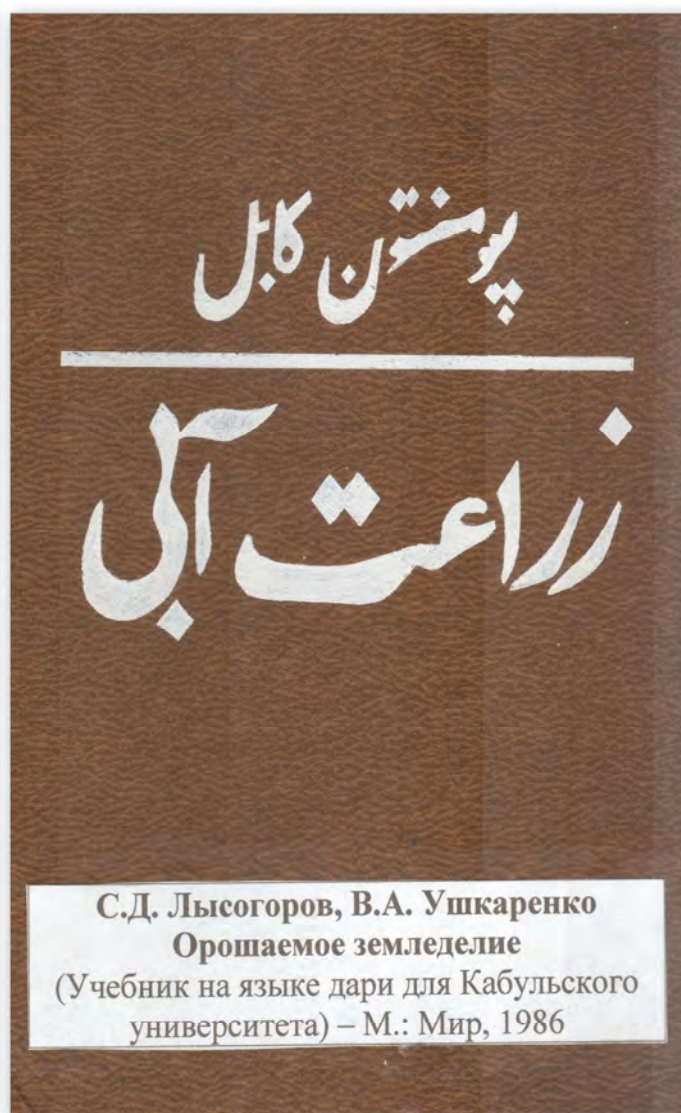 پوهنتون کابل
زراعت آبی
С.Д. Лысогоров, В.А. Ушкаренко
Орошаемое земледелие
(Учебник на языке дари для Кабульского
университета) – М.: Мир, 1986